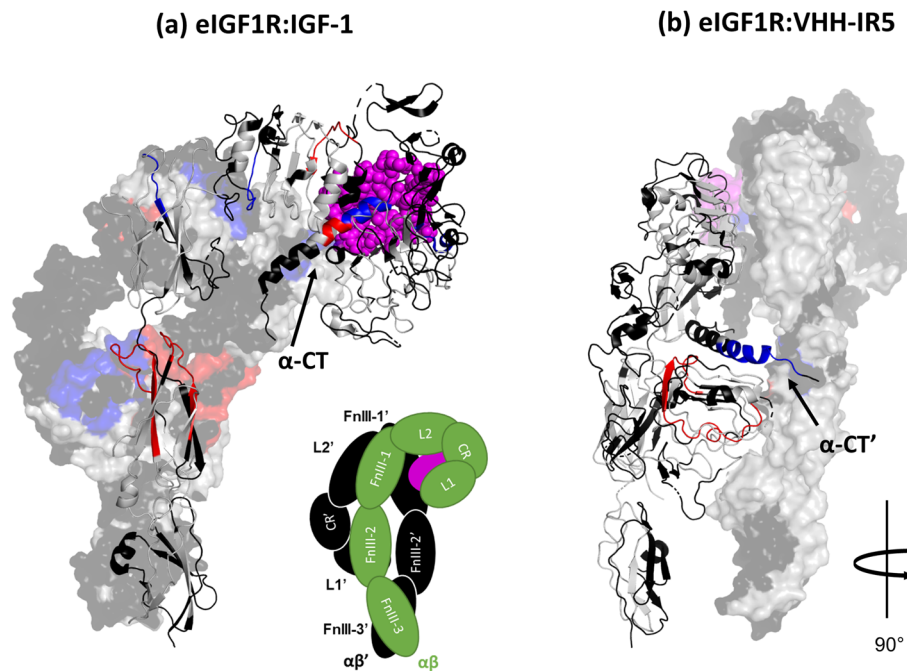 (a) eIGF1R:IGF-1
(b) eIGF1R:VHH-IR5
α-CT
α-CT’
FnIII-1’
L2’
L2
FnIII-1
CR
L1
CR’
FnIII-2
FnIII-2’
L1’
FnIII-3
FnIII-3’
αβ’
αβ
90°